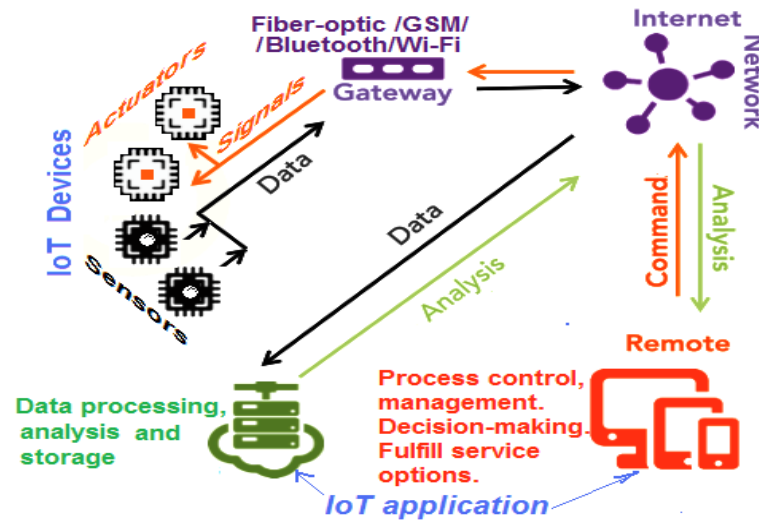 Fiber-optic /GSM/
/Bluetooth/Wi-Fi
Gateway
Internet
Network
Actuators
Signals
Data
IoT Devices
Sensors
Data
Analysis
Command
Analysis
Remote
Data processing,
analysis and
storage
Process control,
management.
Decision-making.
Fulfill service
options.
IoT application